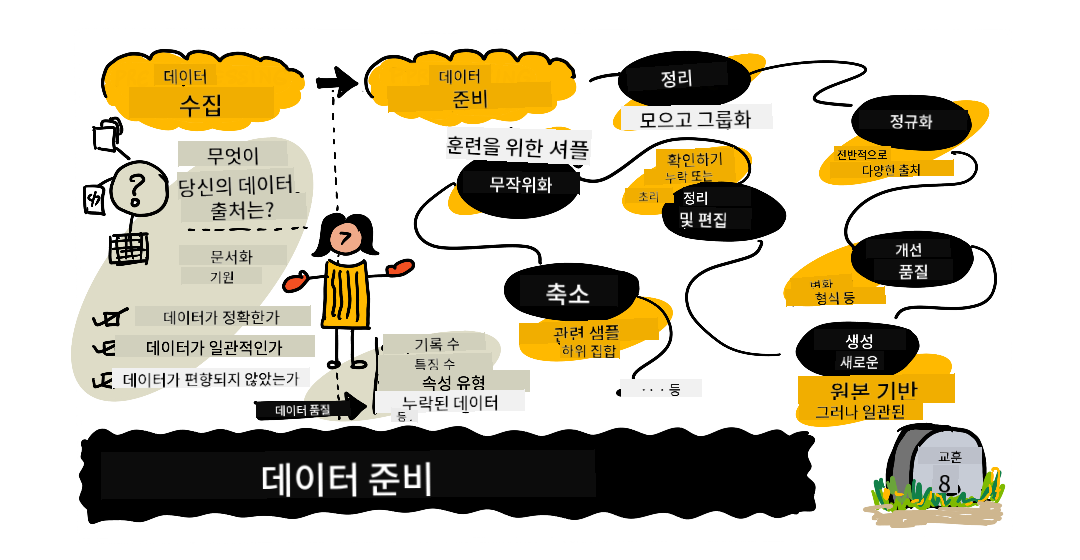 데이터
수집
무엇이
당신의 데이터
출처는?
문서화
기원
데이터가 정확한가
데이터가 일관적인가
데이터가 편향되지 않았는가
데이터 품질
기록 수
특징 수
속성 유형
누락된 데이터
등.
데이터
준비
정리
모으고 그룹화
정규화
전반적으로
다양한 출처
개선
품질
변화
형식 등
생성
새로운
원본 기반
그러나 일관된
확인하기
누락 또는
초리
정리
및 편집
훈련을 위한 셔플
무작위화
축소
관련 샘플
하위 집합
··· 등
데이터 준비
교훈
8